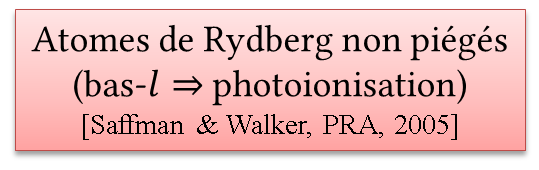 Atomes de Rydberg non piégés
(bas-l ⇒ photoionisation)
[Saffman & Walker, PRA, 2005]